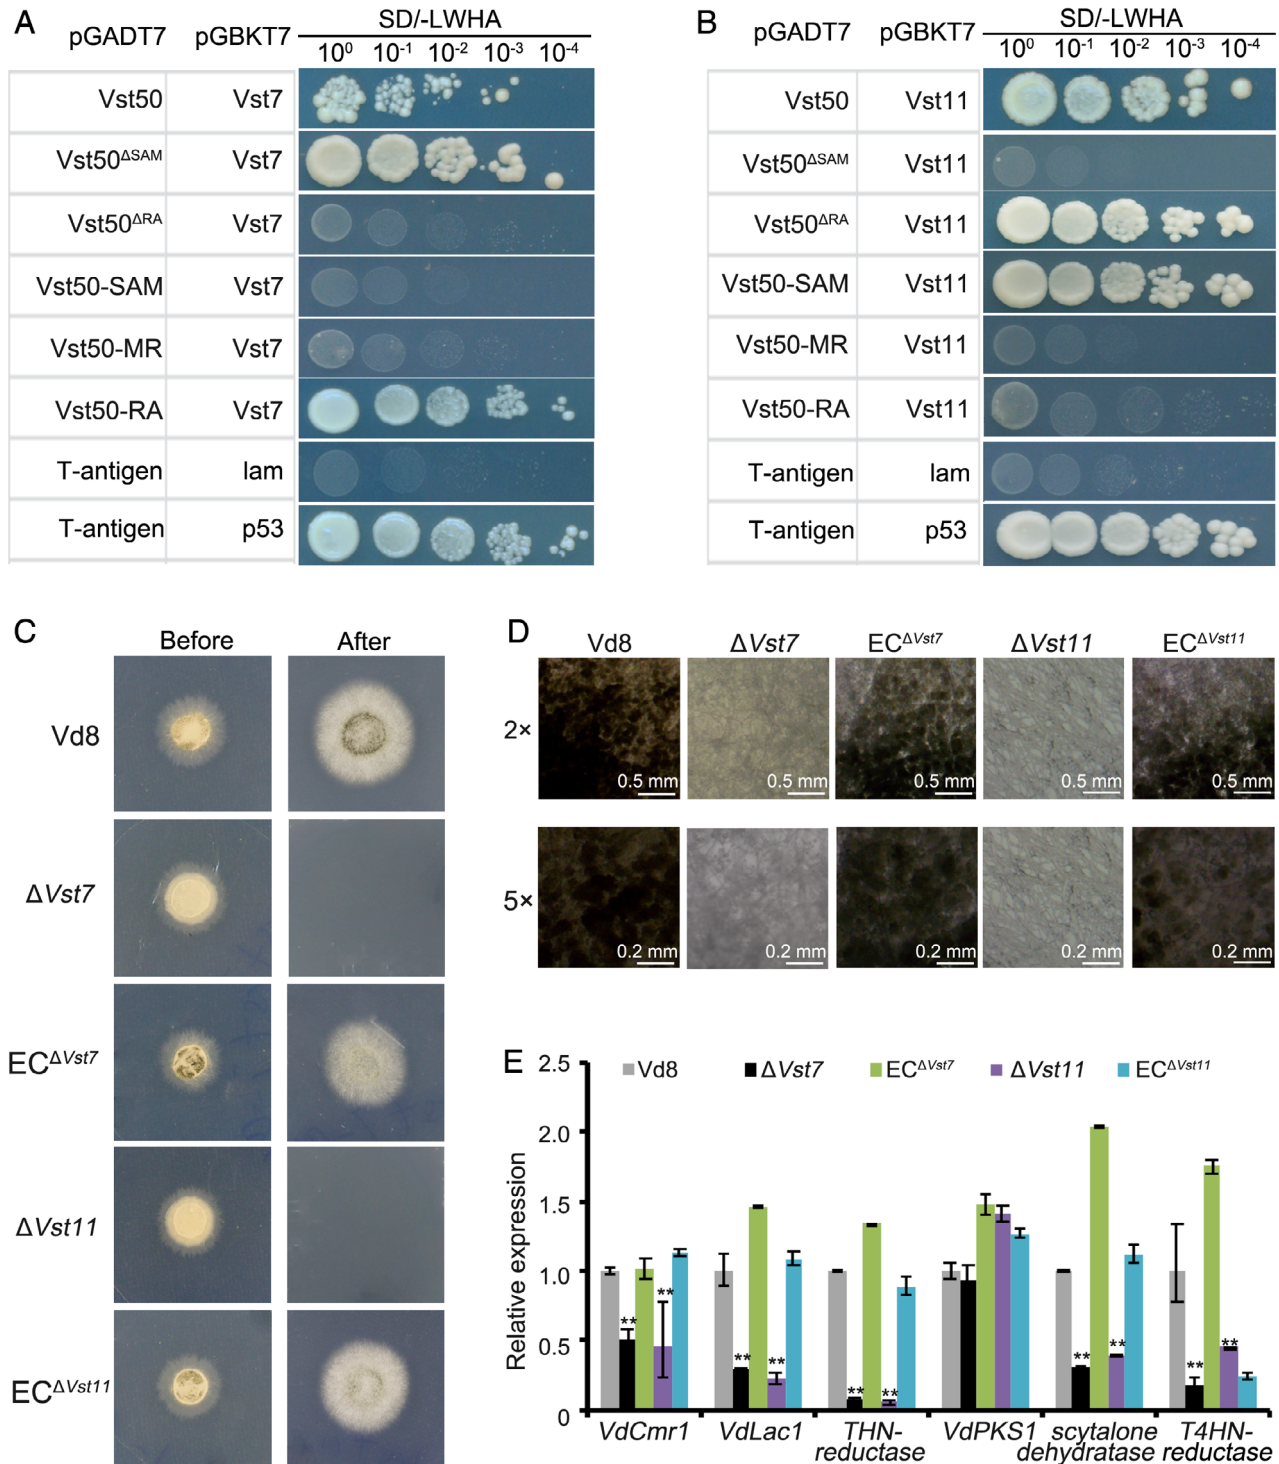 A
pGADT7 pGBKT7 SD/-LWHA
10⁰ 10⁻¹ 10⁻² 10⁻³ 10⁻⁴
Vst50 Vst7
Vst50^ΔSAM Vst7
Vst50^ΔRA Vst7
Vst50-SAM Vst7
Vst50-MR Vst7
Vst50-RA Vst7
T-antigen lam
T-antigen p53
B
pGADT7 pGBKT7 SD/-LWHA
10⁰ 10⁻¹ 10⁻² 10⁻³ 10⁻⁴
Vst50 Vst11
Vst50^ΔSAM Vst11
Vst50^ΔRA Vst11
Vst50-SAM Vst11
Vst50-MR Vst11
Vst50-RA Vst11
T-antigen lam
T-antigen p53
C
Before After
Vd8
ΔVst7
EC^ΔVst7
ΔVst11
EC^ΔVst11
D
Vd8 ΔVst7 EC^ΔVst7 ΔVst11 EC^ΔVst11
2×
0.5 mm 0.5 mm 0.5 mm 0.5 mm 0.5 mm
5×
0.2 mm 0.2 mm 0.2 mm 0.2 mm 0.2 mm
E
Vd8 ΔVst7 EC^ΔVst7 ΔVst11 EC^ΔVst11
Relative expression
2.5
2.0
1.5
1.0
0.5
0
** ** ** ** ** ** ** ** ** **
VdCmr1 VdLac1 THN-reductase VdPKS1 scytalone dehydratase T4HN-reductase